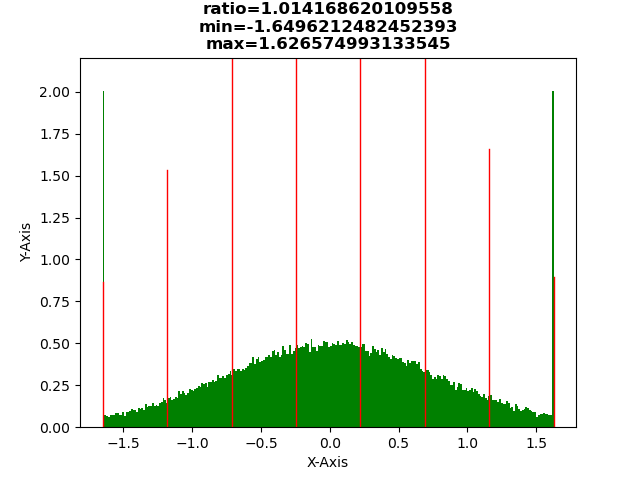 ratio=1.014168620109558
min=-1.6496212482452393
max=1.626574993133545
2.00
1.75
1.50
1.25
1.00
0.75
0.50
0.25
0.00
Y-Axis
−1.5 −1.0 −0.5 0.0 0.5 1.0 1.5
X-Axis